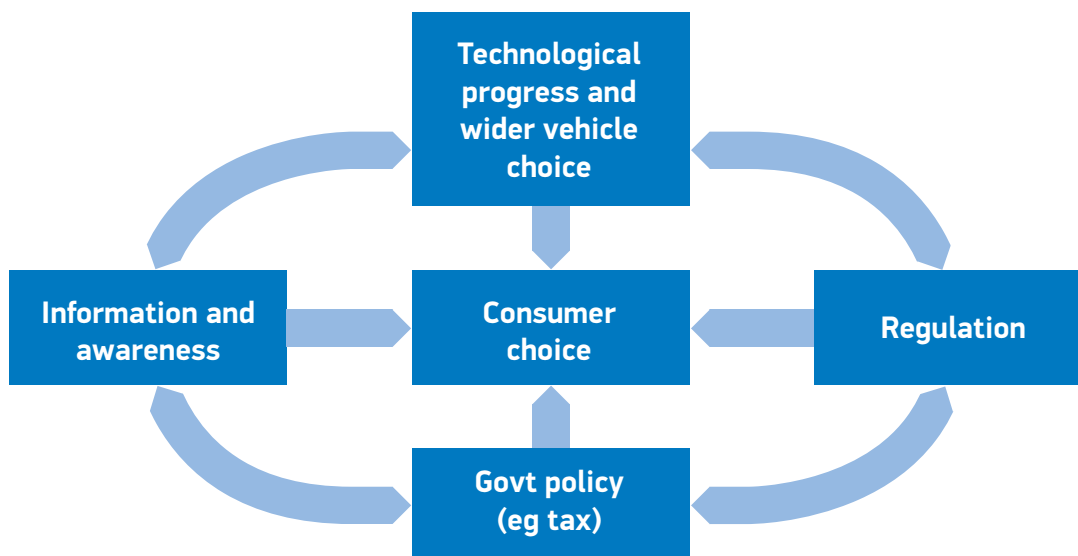 Technological
progress and
wider vehicle
choice
Information and
awareness
Consumer
choice
Regulation
Govt policy
(eg tax)